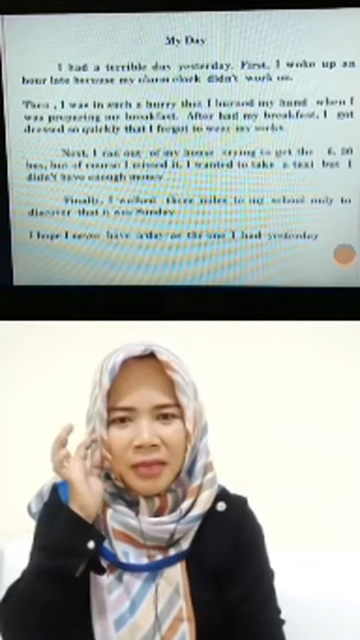 My Day
I had a terrible day yesterday. First, I woke up an
hour late because my alarm clock didn't work on.
Then, I was in such a hurry that I burned my hand when I
was preparing my breakfast. After had my breakfast, I got
dressed so quickly that I forgot to wear my socks.
Next, I ran out of my house trying to get the 6.30
bus, but of course I missed it. I wanted to take a taxi but I
didn't have enough money
Finally, I walked three miles to my school only to
discover that it was Sunday
I hope I never have a day as the one I had yesterday